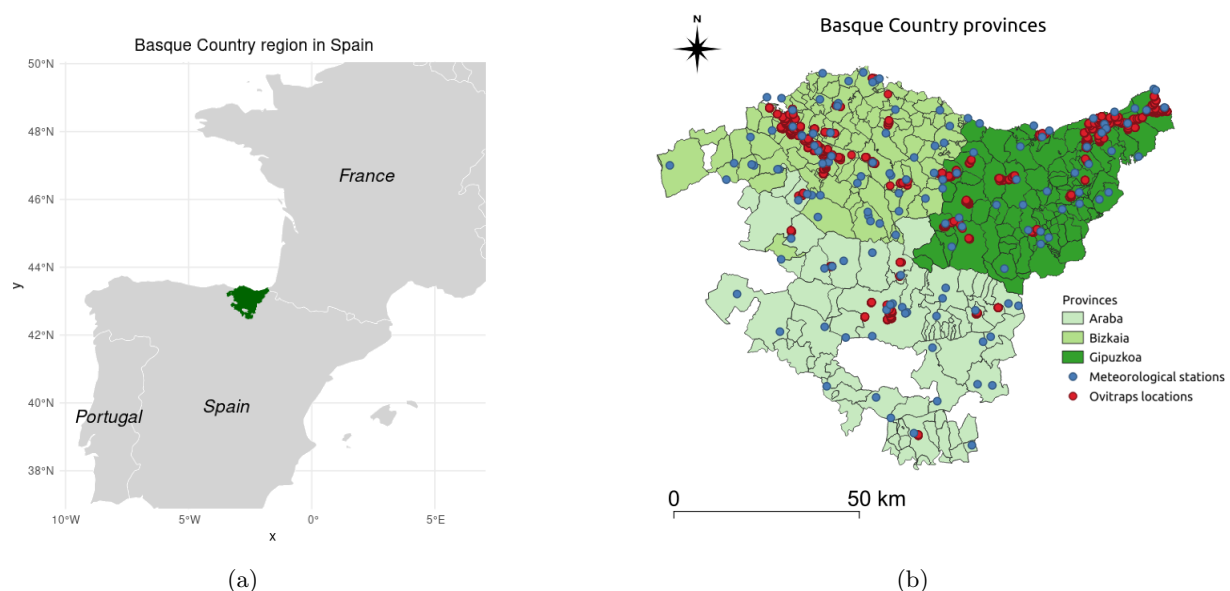 Basque Country region in Spain
50°N
48°N
46°N
44°N
42°N
40°N
38°N
y
France
Spain
Portugal
10°W
5°W
0°
5°E
x
(a)
N
Basque Country provinces
Provinces
Araba
Bizkaia
Gipuzkoa
Meteorological stations
Ovitraps locations
0
50 km
(b)